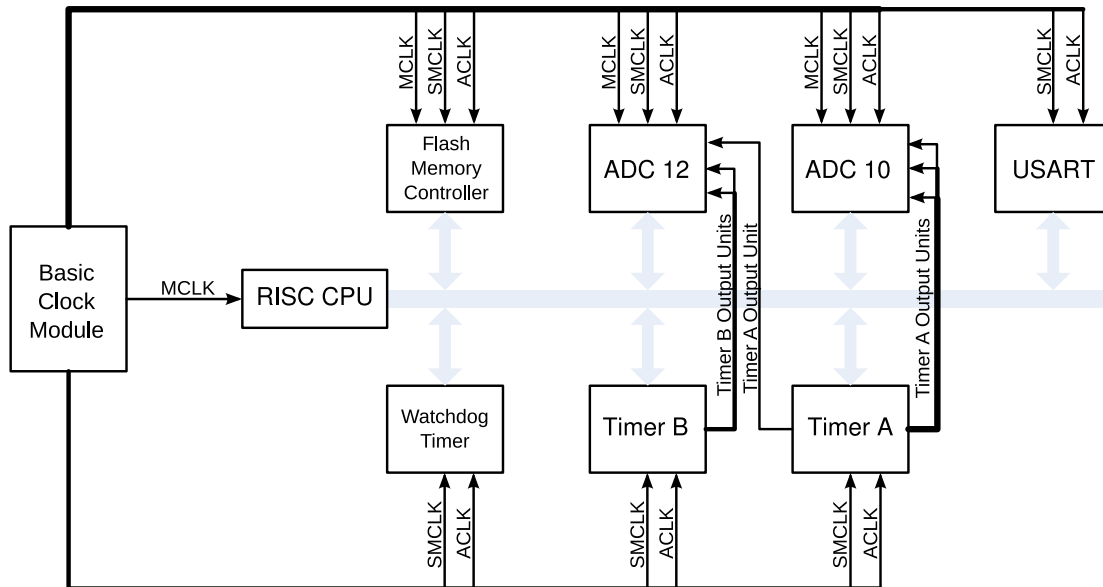 MCLK
SMCLK
ACLK
MCLK
SMCLK
ACLK
MCLK
SMCLK
ACLK
SMCLK
ACLK
Flash
Memory
Controller
ADC 12
ADC 10
USART
Basic
Clock
Module
MCLK
RISC CPU
Timer B Output Units
Timer A Output Unit
Timer A Output Units
Watchdog
Timer
Timer B
Timer A
SMCLK
ACLK
SMCLK
ACLK
SMCLK
ACLK